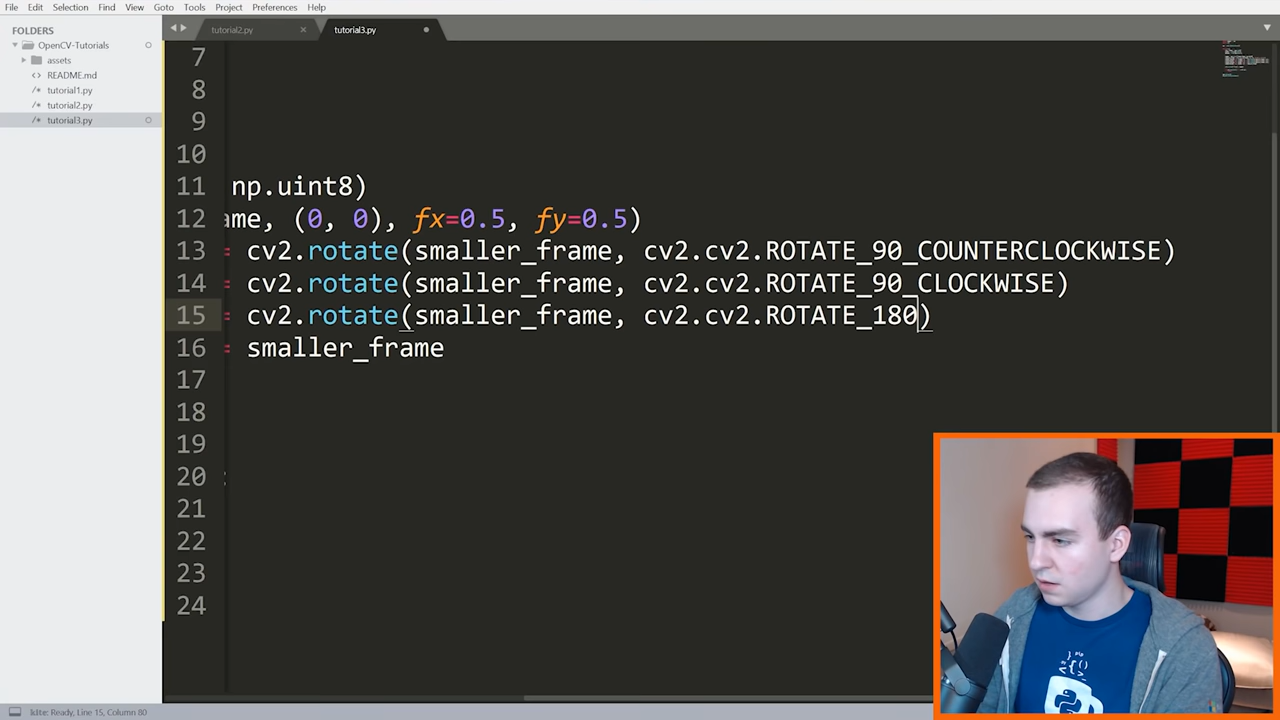 File Edit Selection Find View Goto Tools Project Preferences Help
FOLDERS
OpenCV-Tutorials
assets
README.md
tutorial1.py
tutorial2.py
tutorial3.py
tutorial2.py × tutorial3.py
7
8
9
10
11 np.uint8)
12 ame, (0, 0), fx=0.5, fy=0.5)
13 = cv2.rotate(smaller_frame, cv2.cv2.ROTATE_90_COUNTERCLOCKWISE)
14 = cv2.rotate(smaller_frame, cv2.cv2.ROTATE_90_CLOCKWISE)
15 = cv2.rotate(smaller_frame, cv2.cv2.ROTATE_180)
16 = smaller_frame
17
18
19
20 :
21
22
23
24
Ready, Line 15, Column 80